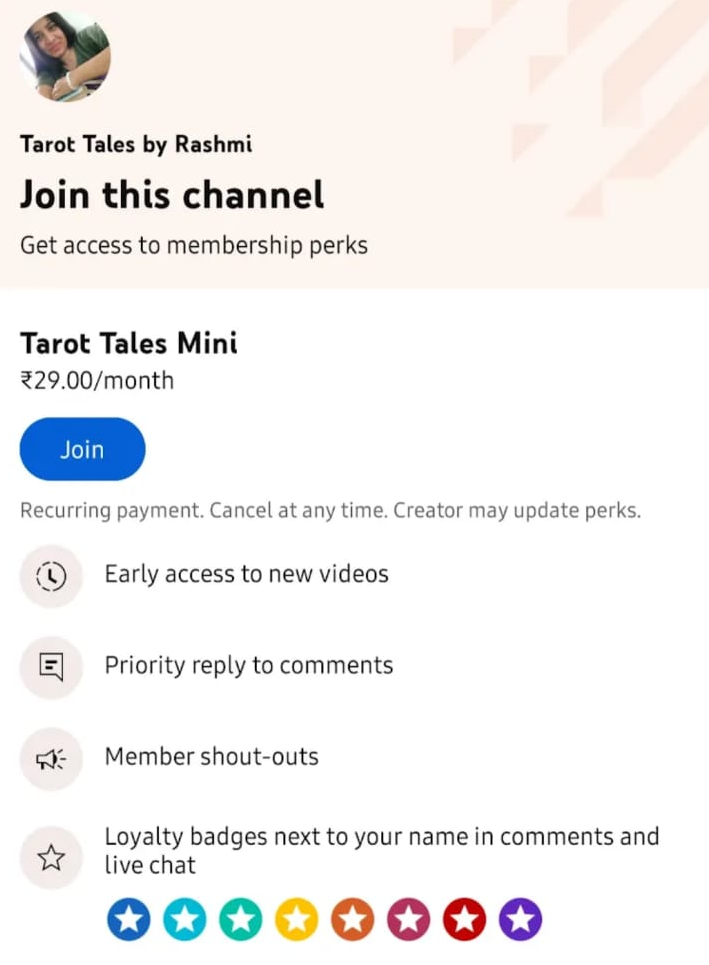 Tarot Tales by Rashmi
Join this channel
Get access to membership perks
Tarot Tales Mini
₹29.00/month
Join
Recurring payment. Cancel at any time. Creator may update perks.
Early access to new videos
Priority reply to comments
Member shout-outs
Loyalty badges next to your name in comments and
live chat